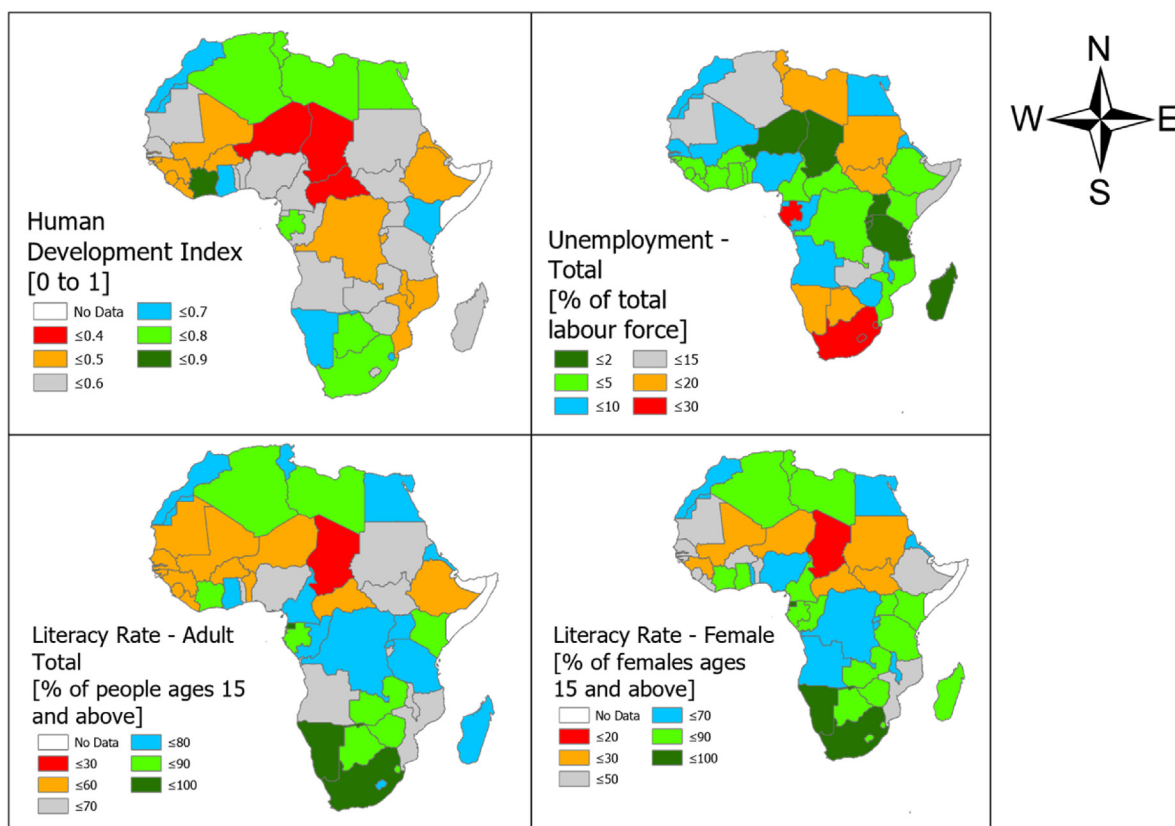 Human
Development Index
[0 to 1]
No Data
≤0.4
≤0.5
≤0.6
≤0.7
≤0.8
≤0.9
Unemployment -
Total
[% of total
labour force]
≤2
≤5
≤10
≤15
≤20
≤30
N
W
E
S
Literacy Rate - Adult
Total
[% of people ages 15
and above]
No Data
≤30
≤60
≤70
≤80
≤90
≤100
Literacy Rate - Female
[% of females ages
15 and above]
No Data
≤20
≤30
≤50
≤70
≤90
≤100